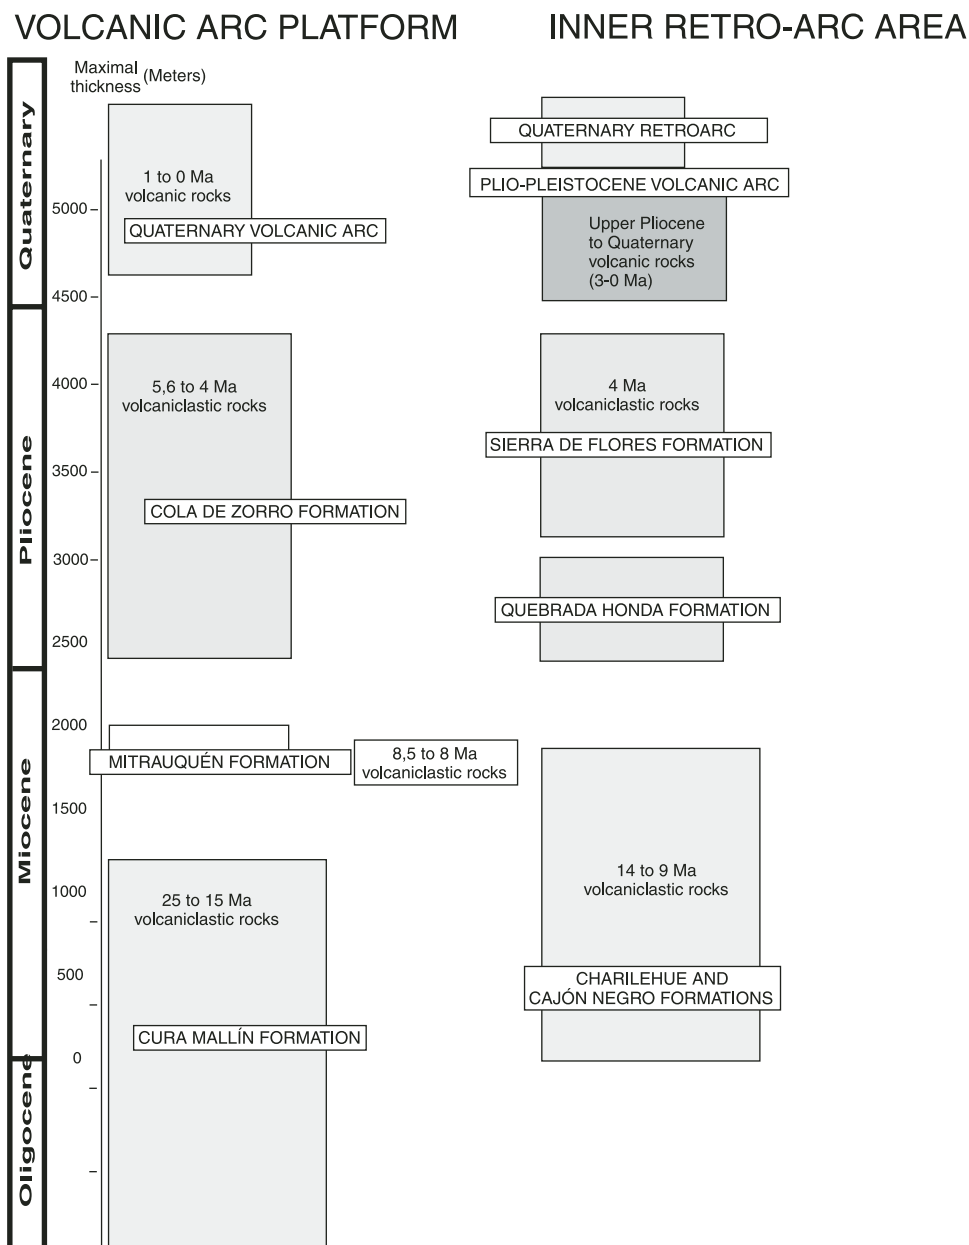 VOLCANIC ARC PLATFORM
INNER RETRO-ARC AREA
Maximal
thickness (Meters)
Quaternary
Pliocene
Miocene
Oligocene
5000
4500
4000
3500
3000
2500
2000
1500
1000
500
0
1 to 0 Ma
volcanic rocks
QUATERNARY VOLCANIC ARC
5,6 to 4 Ma
volcaniclastic rocks
COLA DE ZORRO FORMATION
MITRAUQUÉN FORMATION
8,5 to 8 Ma
volcaniclastic rocks
25 to 15 Ma
volcaniclastic rocks
CURA MALLÍN FORMATION
QUATERNARY RETROARC
PLIO-PLEISTOCENE VOLCANIC ARC
Upper Pliocene
to Quaternary
volcanic rocks
(3-0 Ma)
4 Ma
volcaniclastic rocks
SIERRA DE FLORES FORMATION
QUEBRADA HONDA FORMATION
14 to 9 Ma
volcaniclastic rocks
CHARILEHUE AND
CAJÓN NEGRO FORMATIONS